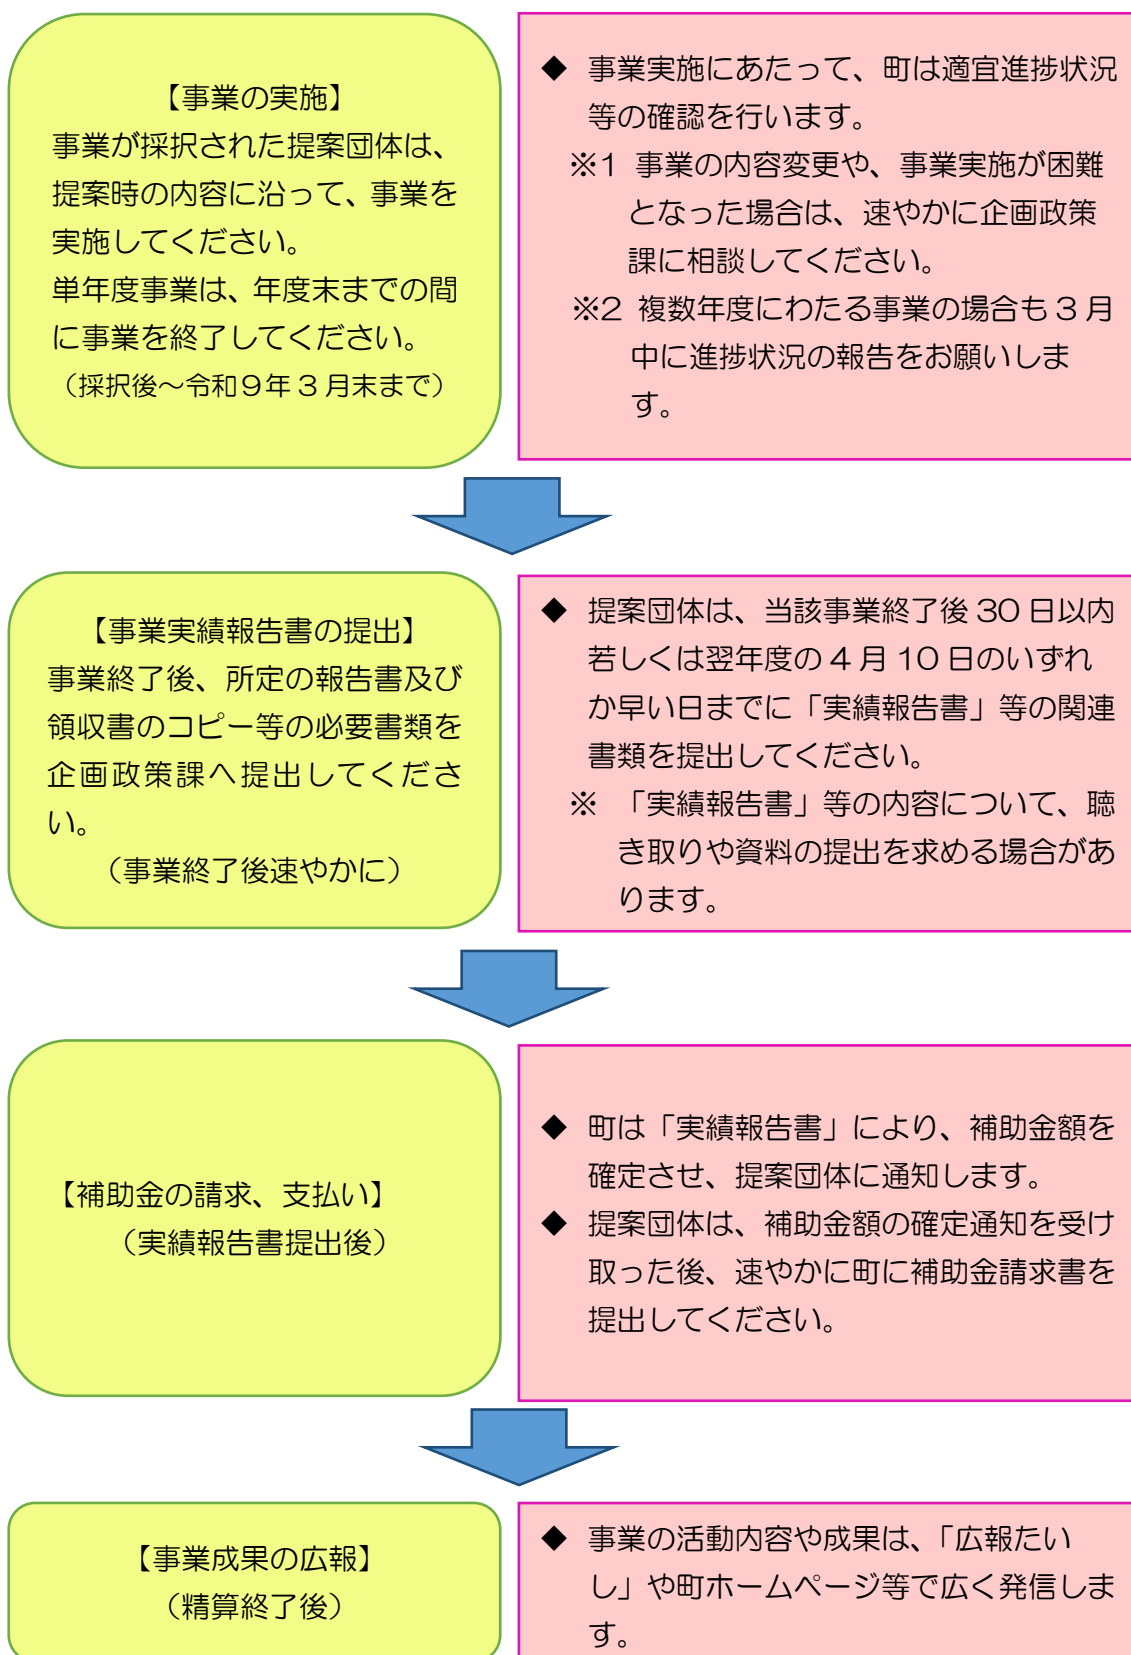 【事業の実施】
事業が採択された提案団体は、
提案時の内容に沿って、事業を
実施してください。
単年度事業は、年度末までの間
に事業を終了してください。
(採択後~令和9年3月末まで)
◆ 事業実施にあたって、町は適宜進捗状況
等の確認を行います。
※1 事業の内容変更や、事業実施が困難
となった場合は、速やかに企画政策
課に相談してください。
※2 複数年度にわたる事業の場合も3月
中に進捗状況の報告をお願いしま
す。
【事業実績報告書の提出】
事業終了後、所定の報告書及び
領収書のコピー等の必要書類を
企画政策課へ提出してくださ
い。
(事業終了後速やかに)
◆ 提案団体は、当該事業終了後30日以内
若しくは翌年度の4月10日のいずれ
か早い日までに「実績報告書」等の関連
書類を提出してください。
※ 「実績報告書」等の内容について、聴
き取りや資料の提出を求める場合があ
ります。
【補助金の請求、支払い】
(実績報告書提出後)
◆ 町は「実績報告書」により、補助金額を
確定させ、提案団体に通知します。
◆ 提案団体は、補助金額の確定通知を受け
取った後、速やかに町に補助金請求書を
提出してください。
【事業成果の広報】
(精算終了後)
◆ 事業の活動内容や成果は、「広報たい
し」や町ホームページ等で広く発信しま
す。